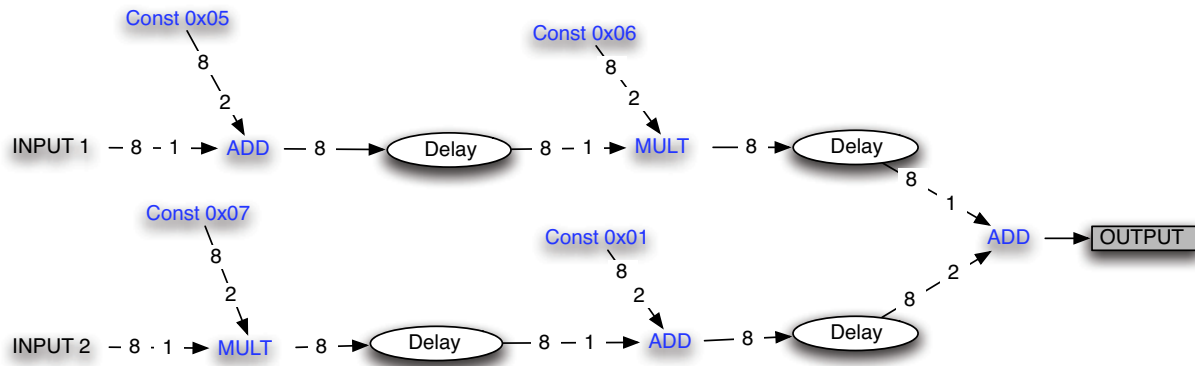 Const 0x05
Const 0x06
8
8
2
2
INPUT 1 8 1 ADD 8 Delay 8 1 MULT 8 Delay
8
1
Const 0x07
Const 0x01
ADD OUTPUT
8
8
2
2
2
8
INPUT 2 8 1 MULT 8 Delay 8 1 ADD 8 Delay